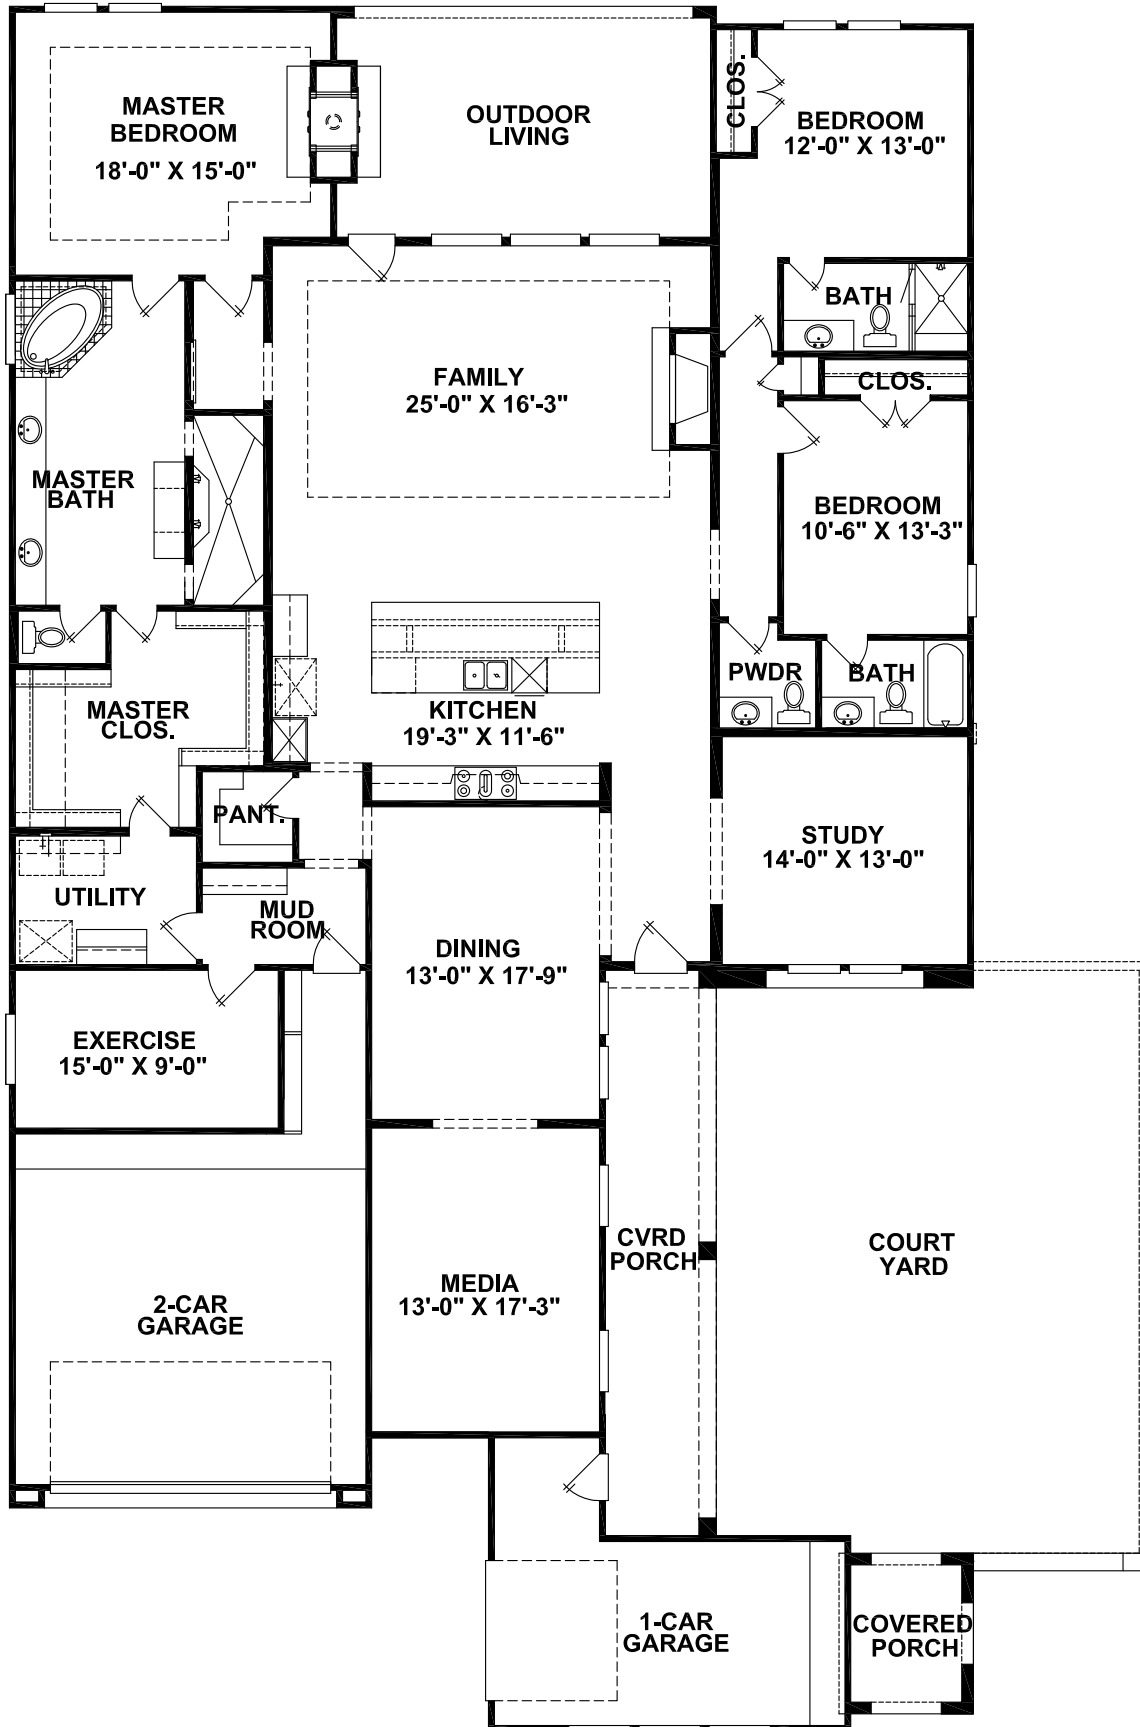 MASTER
BEDROOM
18'-0" X 15'-0"
OUTDOOR
LIVING
CLOS.
BEDROOM
12'-0" X 13'-0"
BATH
FAMILY
25'-0" X 16'-3"
CLOS.
MASTER
BATH
BEDROOM
10'-6" X 13'-3"
PWDR
BATH
MASTER
CLOS.
KITCHEN
19'-3" X 11'-6"
PANT.
STUDY
14'-0" X 13'-0"
UTILITY
MUD
ROOM
DINING
13'-0" X 17'-9"
EXERCISE
15'-0" X 9'-0"
CVRD
PORCH
COURT
YARD
MEDIA
13'-0" X 17'-3"
2-CAR
GARAGE
1-CAR
GARAGE
COVERED
PORCH